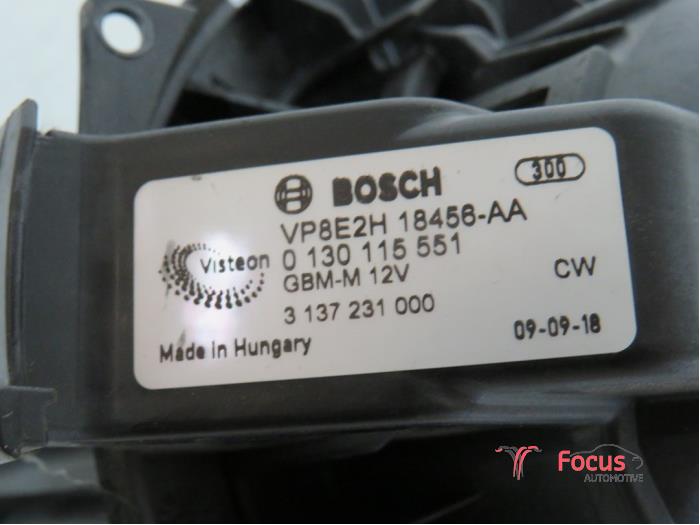 BOSCH
300
VP8E2H 18456-AA
Visteon
0 130 115 551
GBM-M 12V
CW
3 137 231 000
09-09-18
Made in Hungary
Focus
AUTOMOTIVE